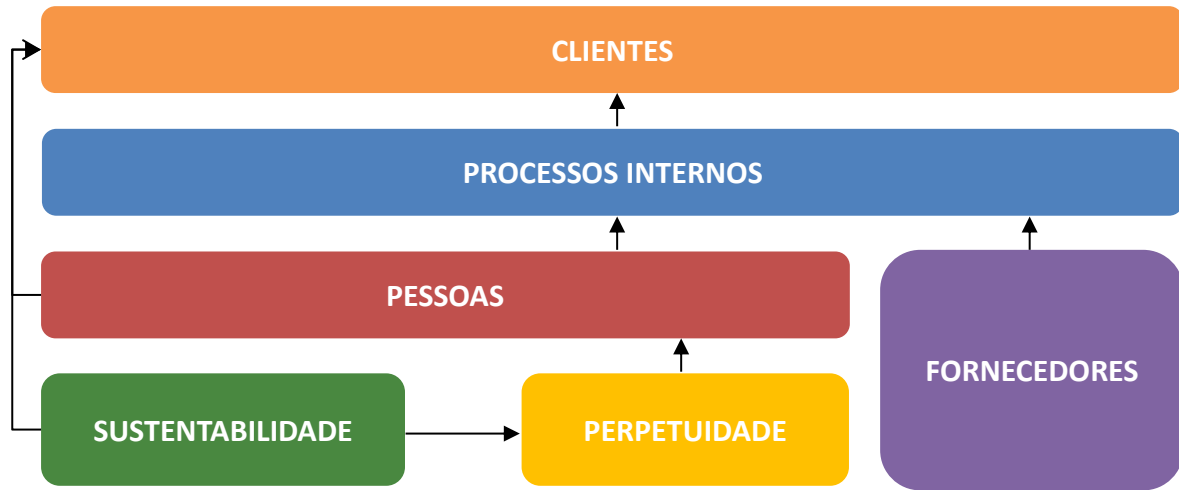 CLIENTES
PROCESSOS INTERNOS
PESSOAS
FORNECEDORES
SUSTENTABILIDADE
PERPETUIDADE